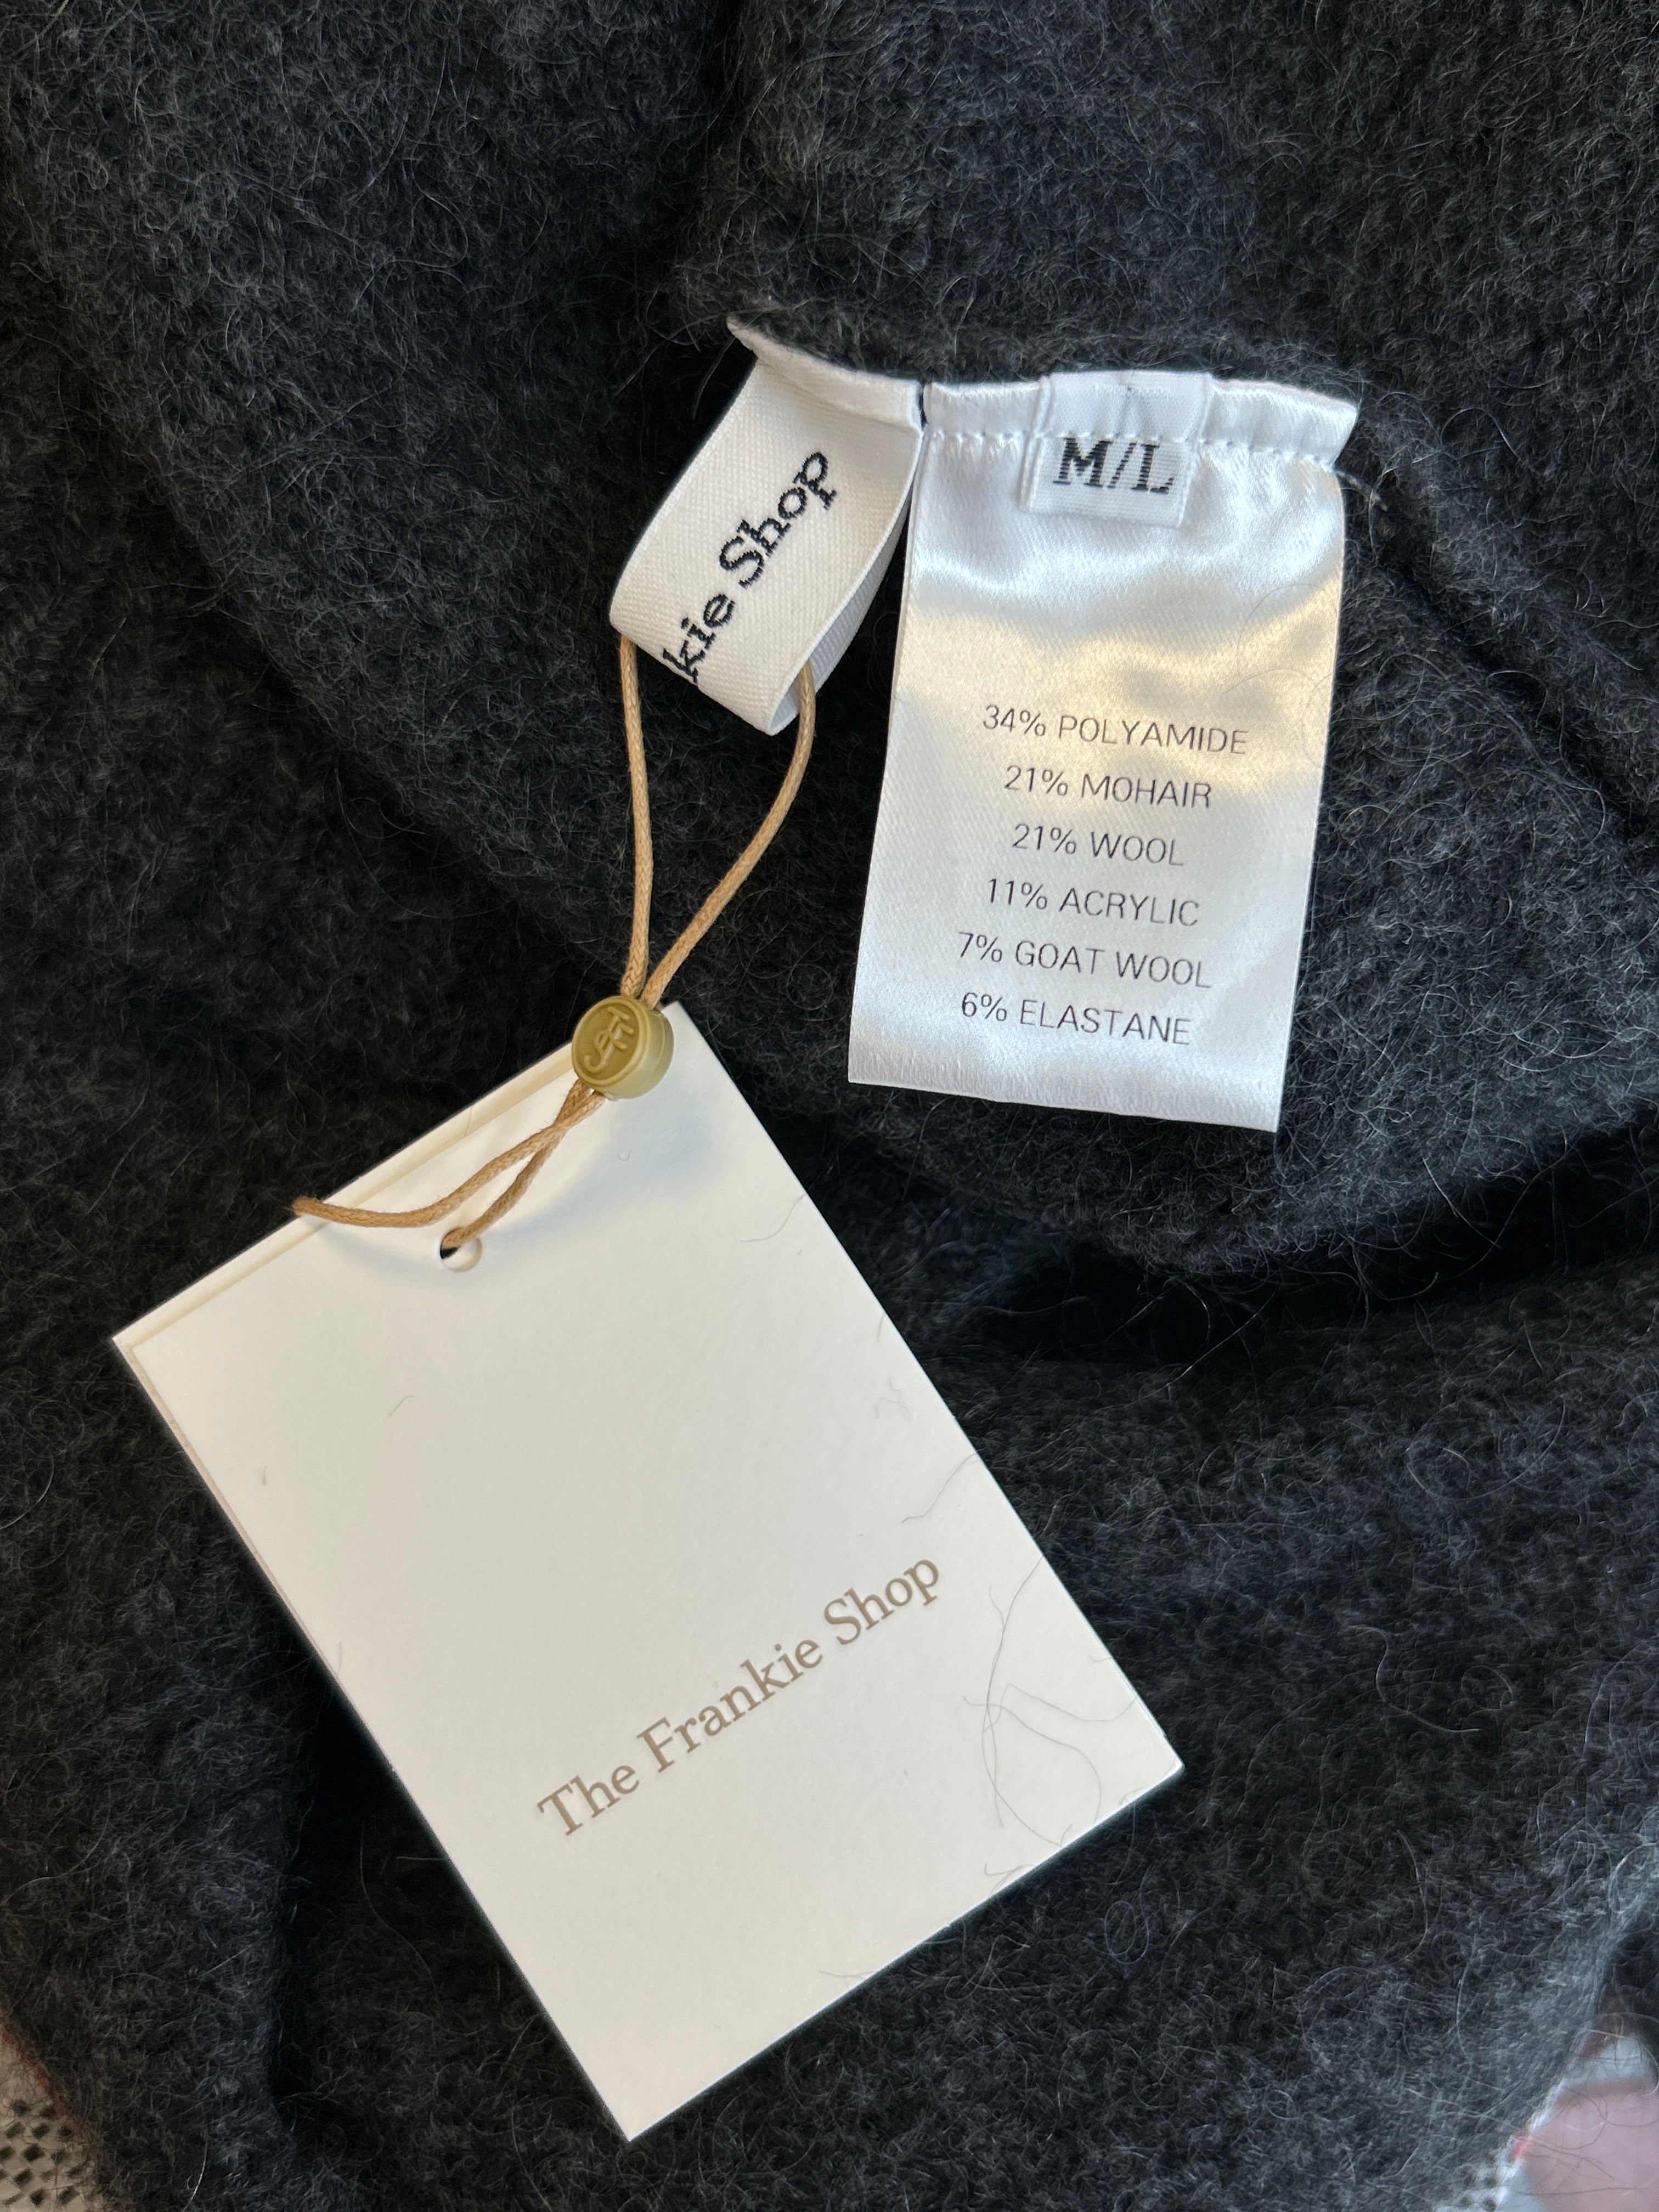 kie Shop
M/L
34% POLYAMIDE
21% MOHAIR
21% WOOL
11% ACRYLIC
7% GOAT WOOL
6% ELASTANE
The Frankie Shop